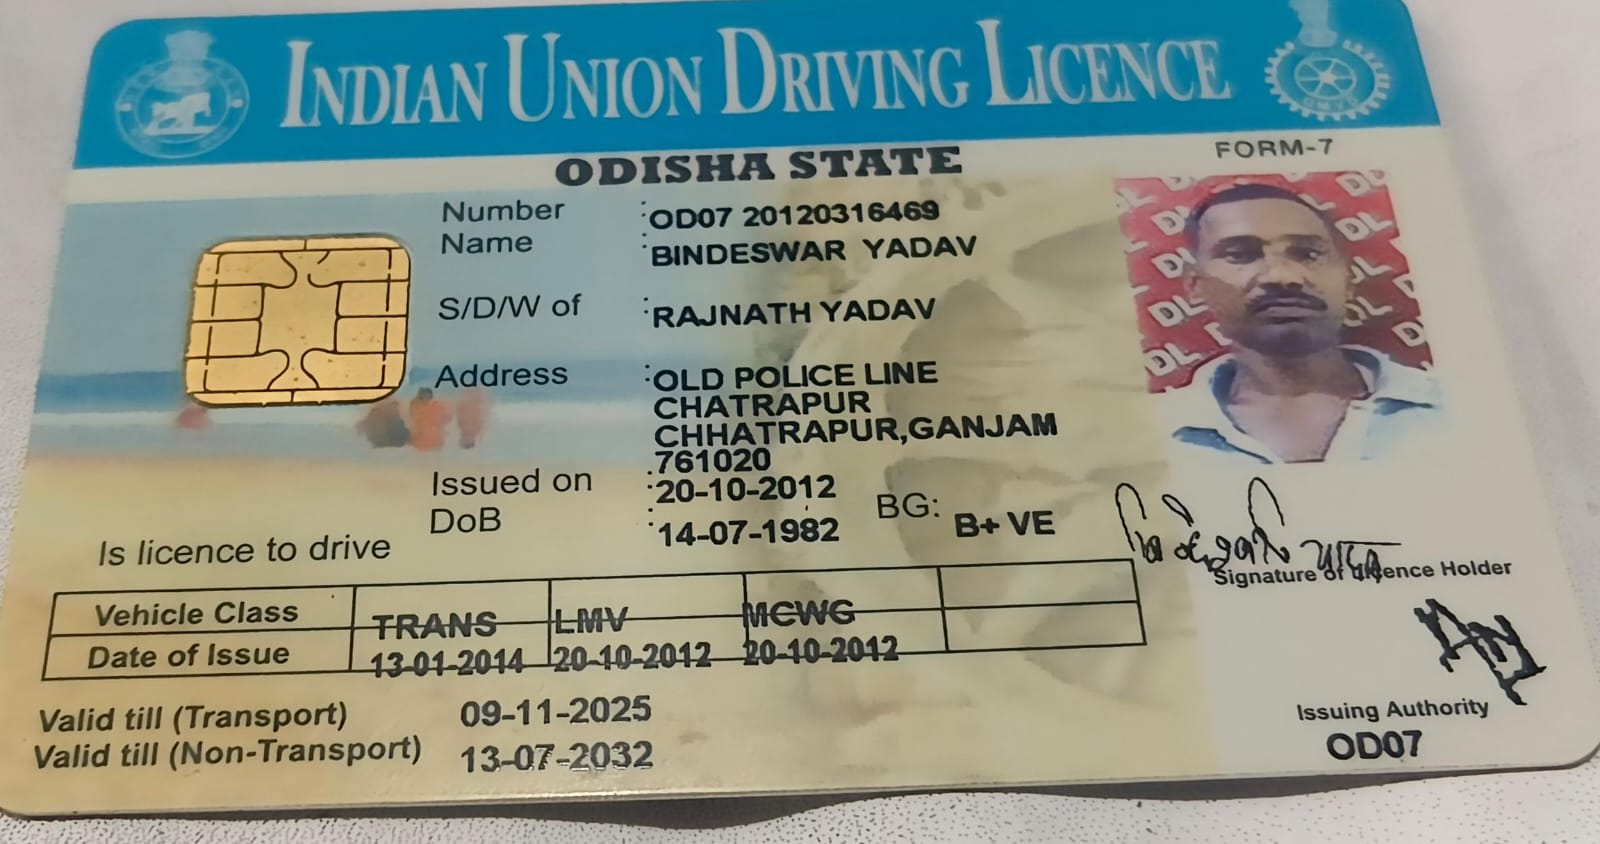 INDIAN UNION DRIVING LICENCE
ODISHA STATE
FORM-7
Number : OD07 20120316469
Name : BINDESWAR YADAV
S/D/W of : RAJNATH YADAV
Address : OLD POLICE LINE
CHATRAPUR
CHHATRAPUR,GANJAM
761020
Issued on : 20-10-2012
DoB : 14-07-1982
BG: B+ VE
Is licence to drive
Vehicle Class TRANS LMV MCWG
Date of Issue 13-01-2014 20-10-2012 20-10-2012
Signature of Licence Holder
Valid till (Transport) 09-11-2025
Valid till (Non-Transport) 13-07-2032
Issuing Authority
OD07